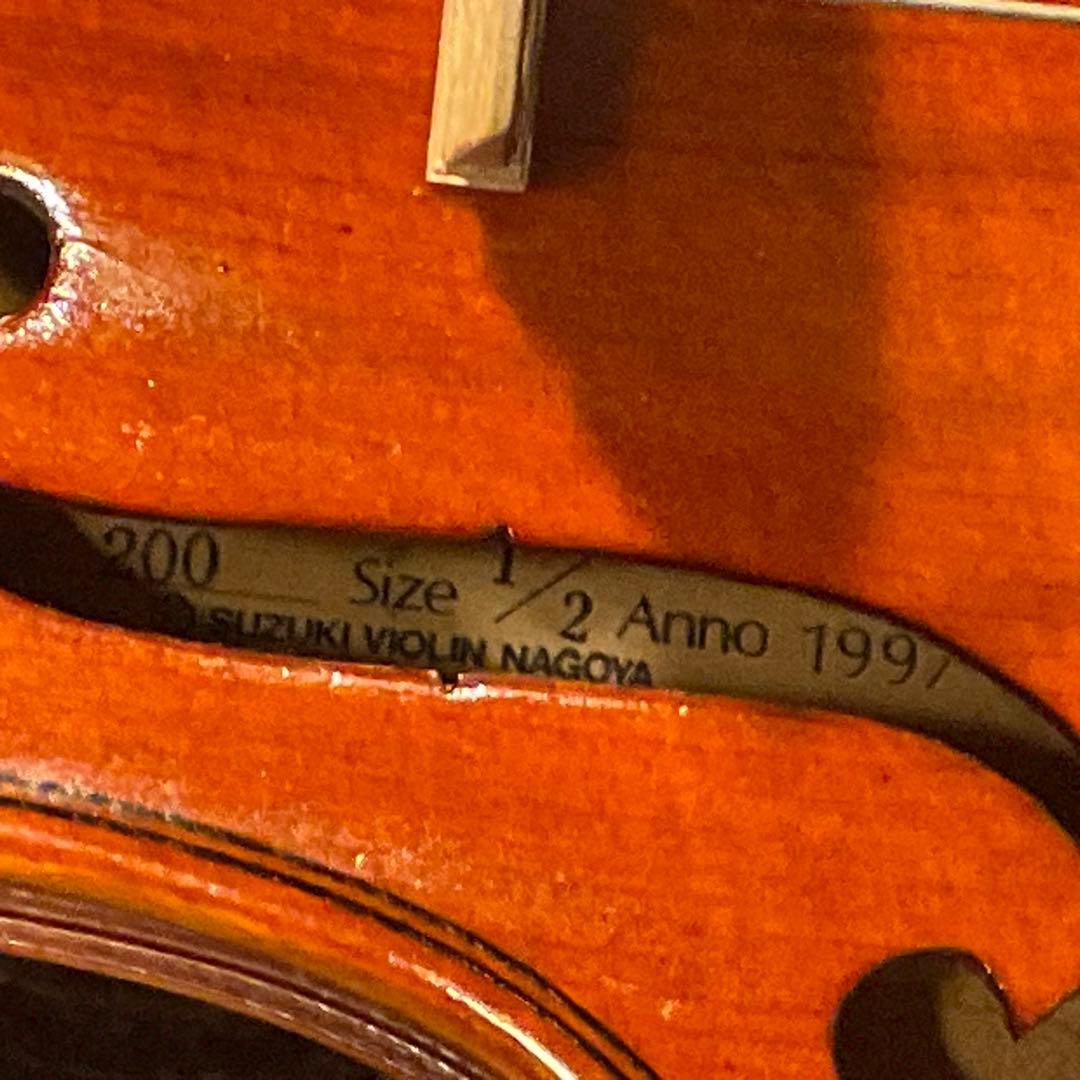 200 Size 1/2 Anno 1997
SUZUKI VIOLIN NAGOYA